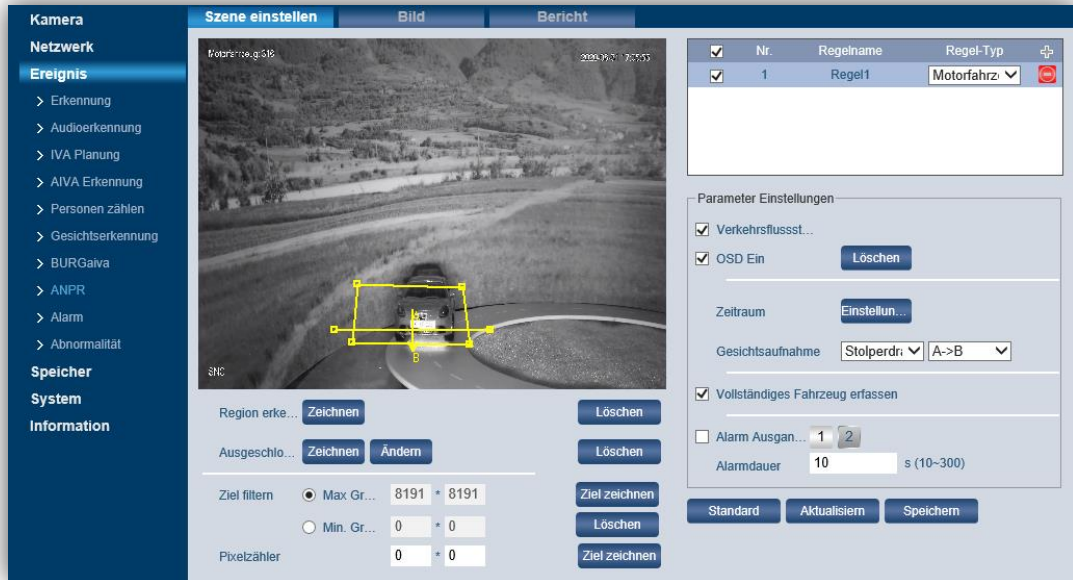 Kamera
Netzwerk
Ereignis
Erkennung
Audioerkennung
IVA Planung
AIVA Erkennung
Personen zählen
Gesichtserkennung
BURGaiva
ANPR
Alarm
Abnormalität
Speicher
System
Information
Szene einstellen Bild Bericht
B
Region erke... Zeichnen Löschen
Ausgeschlo... Zeichnen Ändern Löschen
Ziel filtern Max Gr... 8191 * 8191 Ziel zeichnen
Min. Gr... 0 * 0 Löschen
Pixelzähler 0 * 0 Ziel zeichnen
Nr. Regelname Regel-Typ
1 Regel1 Motorfahrz
Parameter Einstellungen
Verkehrsflussst...
OSD Ein Löschen
Zeitraum Einstellun...
Gesichtsaufnahme Stolperdr A->B
Vollständiges Fahrzeug erfassen
Alarm Ausgan... 1 2
Alarmdauer 10 s (10~300)
Standard Aktualisiern Speichern